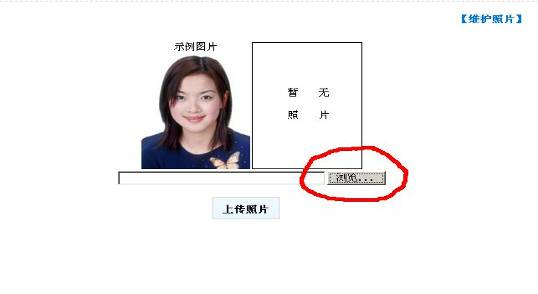 【维护照片】
示例图片
暂 无
照 片
浏览...
上传照片